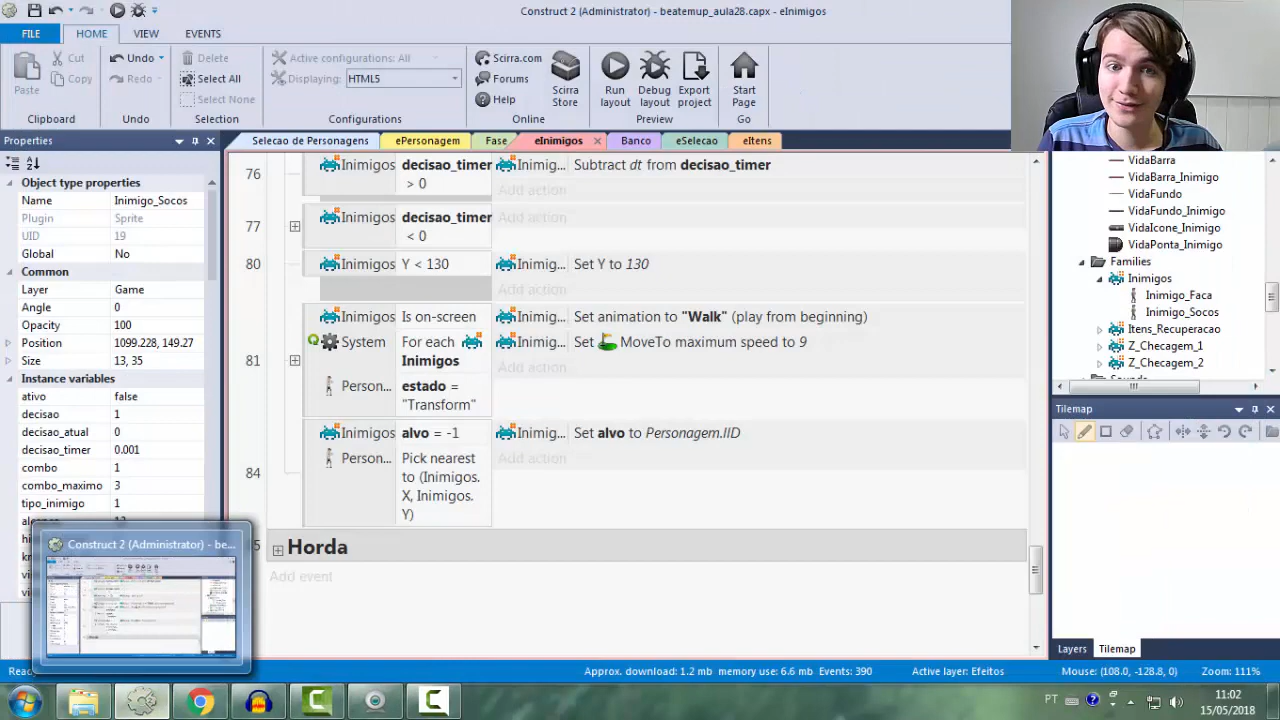 Construct 2 (Administrator) - beatemup_aula28.capx - eInimigos
FILE HOME VIEW EVENTS
Paste Cut Copy Clipboard
Undo Redo Undo
Delete Select All Select None Selection
Active configurations: All
Displaying: HTML5
Configurations
Scirra.com Forums Help Scirra Store Online
Run layout Debug layout Export project Preview
Start Page Go
Properties
Selecao de Personagens ePersonagem Fase eInimigos Banco eSelecao eItens
Object type properties
Name Inimigo_Socos
Plugin Sprite
UID 19
Global No
Common
Layer Game
Angle 0
Opacity 100
Position 1099.228, 149.27
Size 13, 35
Instance variables
ativo false
decisao 1
decisao_atual 0
decisao_timer 0.001
combo 1
combo_maximo 3
tipo_inimigo 1
76 Inimigos decisao_timer > 0 Inimig... Subtract dt from decisao_timer
Add action
77 Inimigos decisao_timer < 0 Add action
80 Inimigos Y < 130 Inimig... Set Y to 130
Add action
Inimigos Is on-screen Inimig... Set animation to "Walk" (play from beginning)
81 System For each Inimigos Inimig... Set MoveTo maximum speed to 9
Add action
Person... estado = "Transform"
84 Inimigos alvo = -1 Inimig... Set alvo to Personagem.IID
Person... Pick nearest to (Inimigos.X, Inimigos.Y) Add action
Horda
Add event
VidaBarra
VidaBarra_Inimigo
VidaFundo
VidaFundo_Inimigo
VidaIcone_Inimigo
VidaPonta_Inimigo
Families
Inimigos
Inimigo_Faca
Inimigo_Socos
Itens_Recuperacao
Z_Checagem_1
Z_Checagem_2
Tilemap
Layers Tilemap
Construct 2 (Administrator) - be...
Approx. download: 1.2 mb memory use: 6.6 mb Events: 390 Active layer: Efeitos Mouse: (108.0, -128.8, 0) Zoom: 111%
PT 11:02
15/05/2018